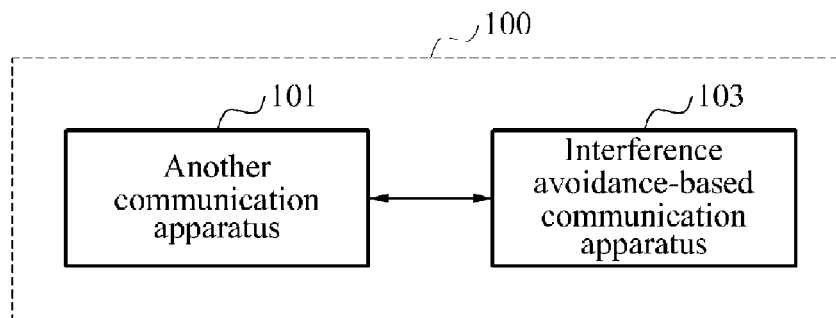 100
101
103
Another
communication
apparatus
Interference
avoidance-based
communication
apparatus